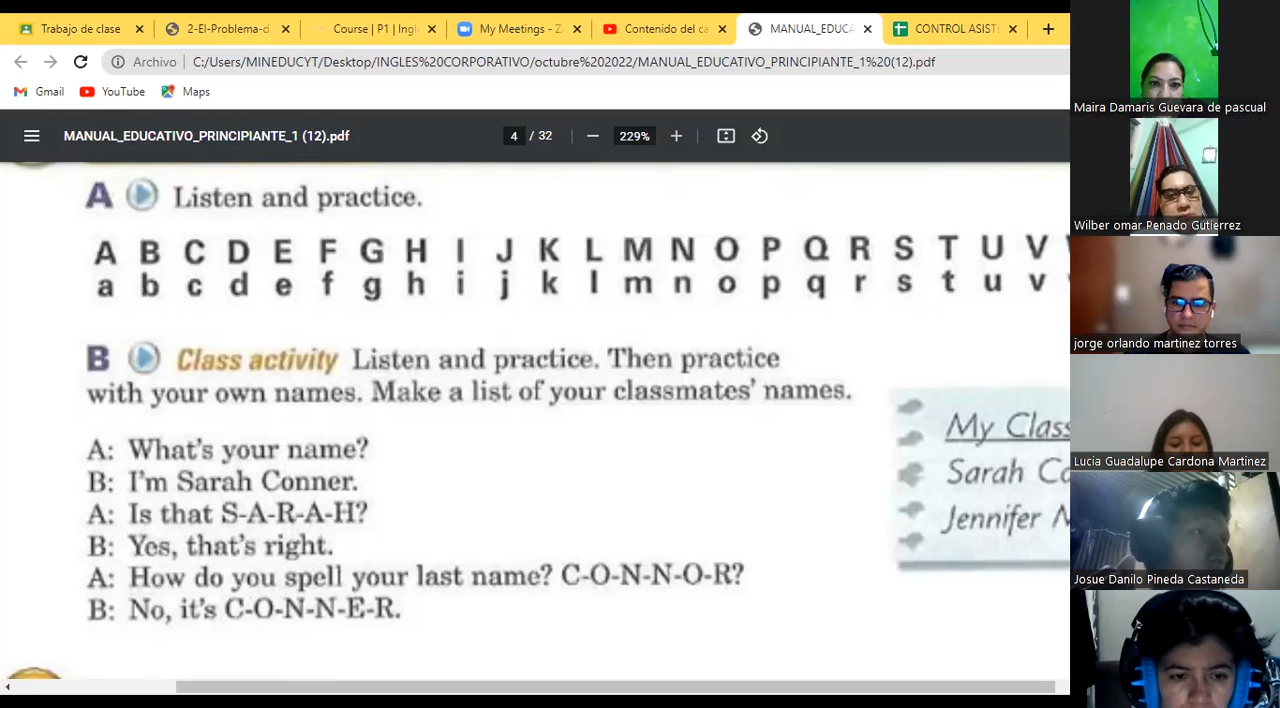 Trabajo de clase
2-El-Problema-d
Course | P1 | Ingl
My Meetings - Z
Contenido del ca
MANUAL_EDUCA
CONTROL ASIST
Archivo
C:/Users/MINEDUCYT/Desktop/INGLES%20CORPORATIVO/octubre%202022/MANUAL_EDUCATIVO_PRINCIPIANTE_1%20(12).pdf
Gmail
YouTube
Maps
MANUAL_EDUCATIVO_PRINCIPIANTE_1 (12).pdf
4 / 32
229%
A Listen and practice.
A B C D E F G H I J K L M N O P Q R S T U V
a b c d e f g h i j k l m n o p q r s t u v
B Class activity Listen and practice. Then practice
with your own names. Make a list of your classmates' names.
A: What's your name?
B: I'm Sarah Conner.
A: Is that S-A-R-A-H?
B: Yes, that's right.
A: How do you spell your last name? C-O-N-N-O-R?
B: No, it's C-O-N-N-E-R.
My Class
Sarah Co
Jennifer
Maira Damaris Guevara de pascual
Wilber omar Penado Gutierrez
jorge orlando martinez torres
Lucia Guadalupe Cardona Martinez
Josue Danilo Pineda Castaneda